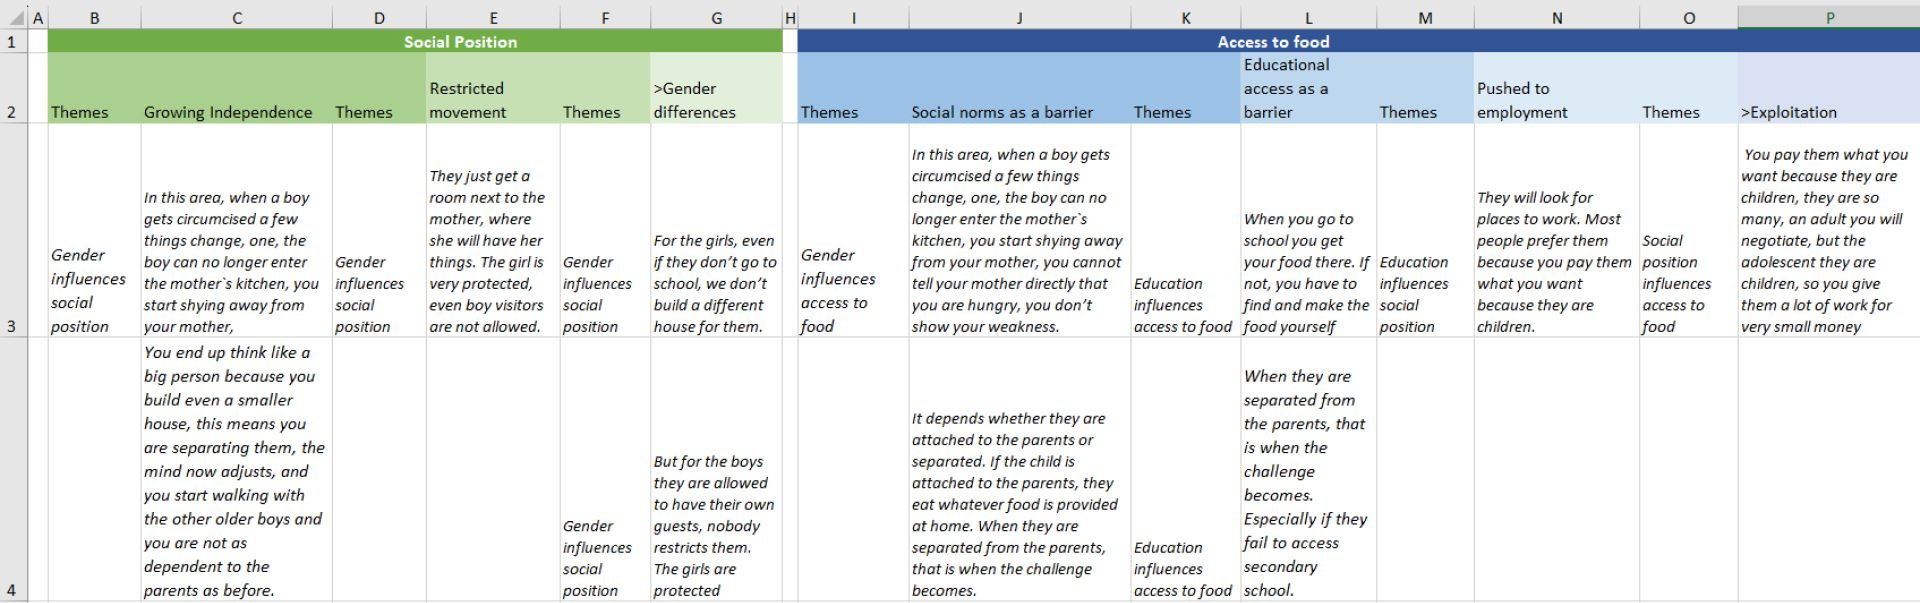 A B C D E F G H I J K L M N O P
1 Social Position Access to food
2
Themes
Growing Independence
Themes
Restricted
movement
Themes
>Gender
differences
Themes
Social norms as a barrier
Themes
Educational
access as a
barrier
Themes
Pushed to
employment
Themes
>Exploitation
3
Gender
influences
social
position
In this area, when a boy
gets circumcised a few
things change, one, the
boy can no longer enter
the mother`s kitchen, you
start shying away from
your mother,
Gender
influences
social
position
They just get a
room next to the
mother, where
she will have her
things. The girl is
very protected,
even boy visitors
are not allowed.
Gender
influences
social
position
For the girls, even
if they don’t go to
school, we don’t
build a different
house for them.
Gender
influences
access to
food
In this area, when a boy gets
circumcised a few things
change, one, the boy can no
longer enter the mother`s
kitchen, you start shying away
from your mother, you cannot
tell your mother directly that
you are hungry, you don’t
show your weakness.
Education
influences
access to food
When you go to
school you get
your food there. If
not, you have to
find and make the
food yourself
Education
influences
social
position
They will look for
places to work. Most
people prefer them
because you pay them
what you want
because they are
children.
Social
position
influences
access to
food
You pay them what you
want because they are
children, they are so
many, an adult you will
negotiate, but the
adolescent they are
children, so you give
them a lot of work for
very small money
4
You end up think like a
big person because you
build even a smaller
house, this means you
are separating them, the
mind now adjusts, and
you start walking with
the other older boys and
you are not as
dependent to the
parents as before.
Gender
influences
social
position
But for the boys
they are allowed
to have their own
guests, nobody
restricts them.
The girls are
protected
It depends whether they are
attached to the parents or
separated. If the child is
attached to the parents, they
eat whatever food is provided
at home. When they are
separated from the parents,
that is when the challenge
becomes.
Education
influences
access to food
When they are
separated from
the parents, that
is when the
challenge
becomes.
Especially if they
fail to access
secondary
school.